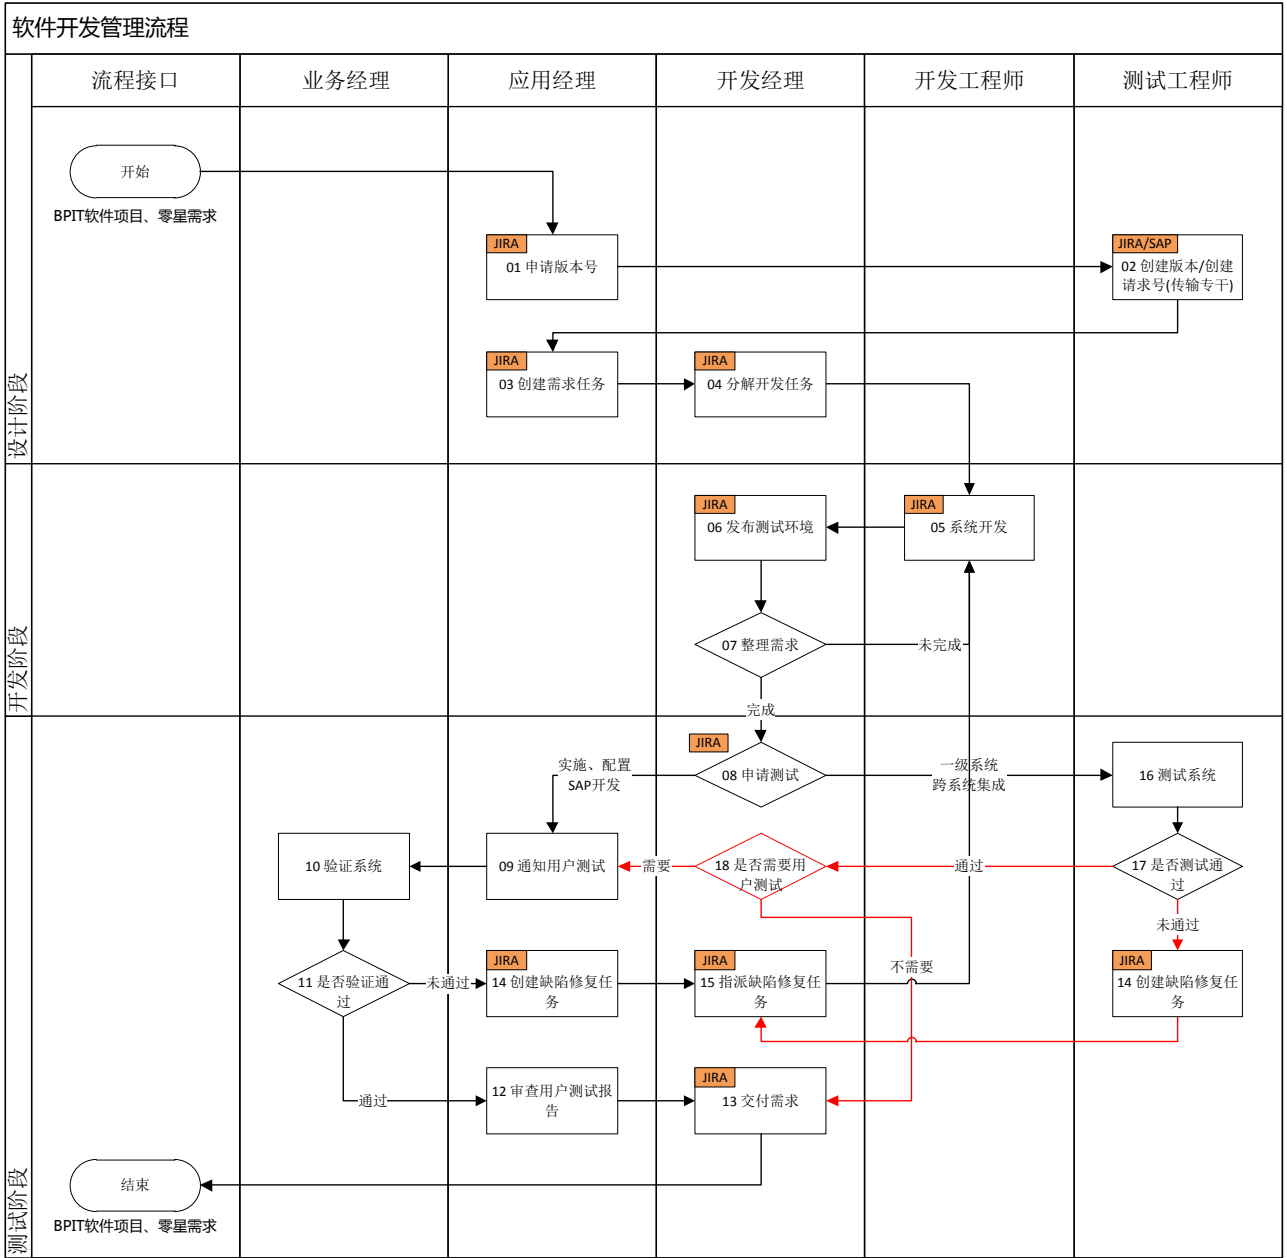 软件开发管理流程
流程接口
业务经理
应用经理
开发经理
开发工程师
测试工程师
设计阶段
开始
BPIT软件项目、零星需求
JIRA
01 申请版本号
JIRA/SAP
02 创建版本/创建
请求号(传输专干)
JIRA
03 创建需求任务
JIRA
04 分解开发任务
开发阶段
JIRA
06 发布测试环境
JIRA
05 系统开发
07 整理需求
未完成
完成
测试阶段
JIRA
08 申请测试
实施、配置
SAP开发
一级系统
跨系统集成
16 测试系统
10 验证系统
09 通知用户测试
需要
18 是否需要用
户测试
通过
17 是否测试通
过
未通过
不需要
11 是否验证通
过
未通过
JIRA
14 创建缺陷修复任
务
JIRA
15 指派缺陷修复任
务
JIRA
14 创建缺陷修复任
务
通过
12 审查用户测试报
告
JIRA
13 交付需求
结束
BPIT软件项目、零星需求